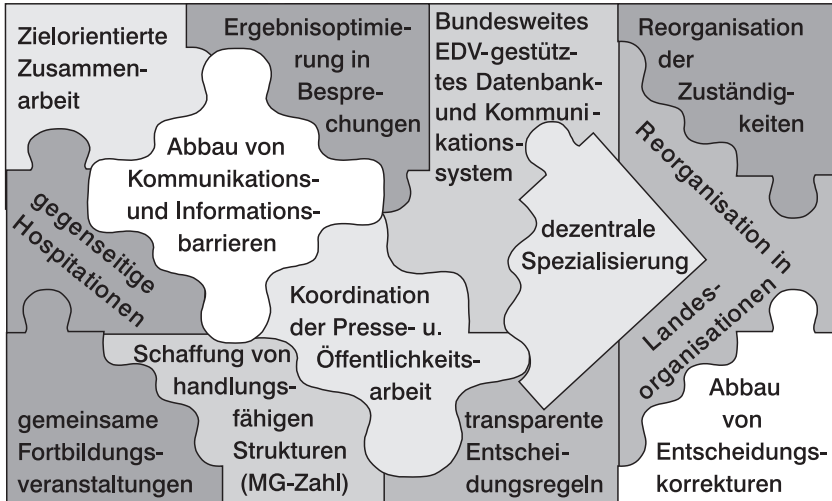 Zielorientierte
Zusammen-
arbeit
Ergebnisoptimie-
rung in
Bespre-
chungen
Bundesweites
EDV-gestütz-
tes Datenbank-
und Kommuni-
kations-
system
Reorganisation
der
Zuständig-
keiten
Abbau von
Kommunikations-
und Informations-
barrieren
gegenseitige
Hospitationen
dezentrale
Spezialisierung
Reorganisation in
Landes-
organisationen
Koordination
der Presse- u.
Öffentlichkeits-
arbeit
Schaffung von
handlungs-
fähigen
Strukturen
(MG-Zahl)
gemeinsame
Fortbildungs-
veranstaltungen
transparente
Entschei-
dungsregeln
Abbau
von
Entscheidungs-
korrekturen